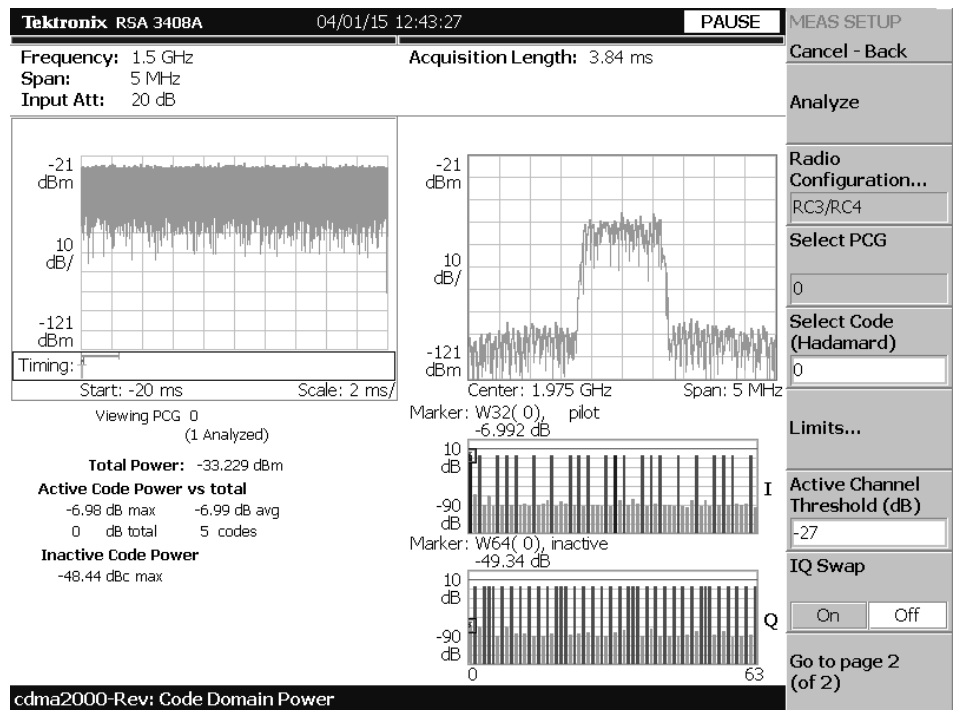 Tektronix RSA 3408A 04/01/15 12:43:27 PAUSE
Frequency: 1.5 GHz
Span: 5 MHz
Input Att: 20 dB
Acquisition Length: 3.84 ms
-21
dBm
10
dB/
-121
dBm
Timing:
Start: -20 ms Scale: 2 ms/
-21
dBm
10
dB/
-121
dBm
Center: 1.975 GHz Span: 5 MHz
Viewing PCG 0
(1 Analyzed)
Total Power: -33.229 dBm
Active Code Power vs total
-6.98 dB max -6.99 dB avg
0 dB total 5 codes
Inactive Code Power
-48.44 dBc max
Marker: W32( 0), pilot
-6.992 dB
10
dB
-90
dB
I
Marker: W64( 0), inactive
-49.34 dB
10
dB
-90
dB
Q
0 63
cdma2000-Rev: Code Domain Power
MEAS SETUP
Cancel - Back
Analyze
Radio
Configuration...
RC3/RC4
Select PCG
0
Select Code
(Hadamard)
0
Limits...
Active Channel
Threshold (dB)
-27
IQ Swap
On Off
Go to page 2
(of 2)